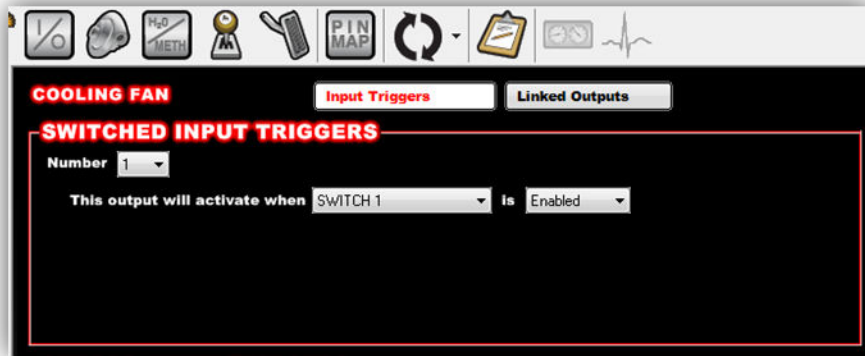 I/O
H2O
/METH
PIN
MAP
COOLING FAN Input Triggers Linked Outputs
SWITCHED INPUT TRIGGERS
Number 1
This output will activate when SWITCH 1 is Enabled